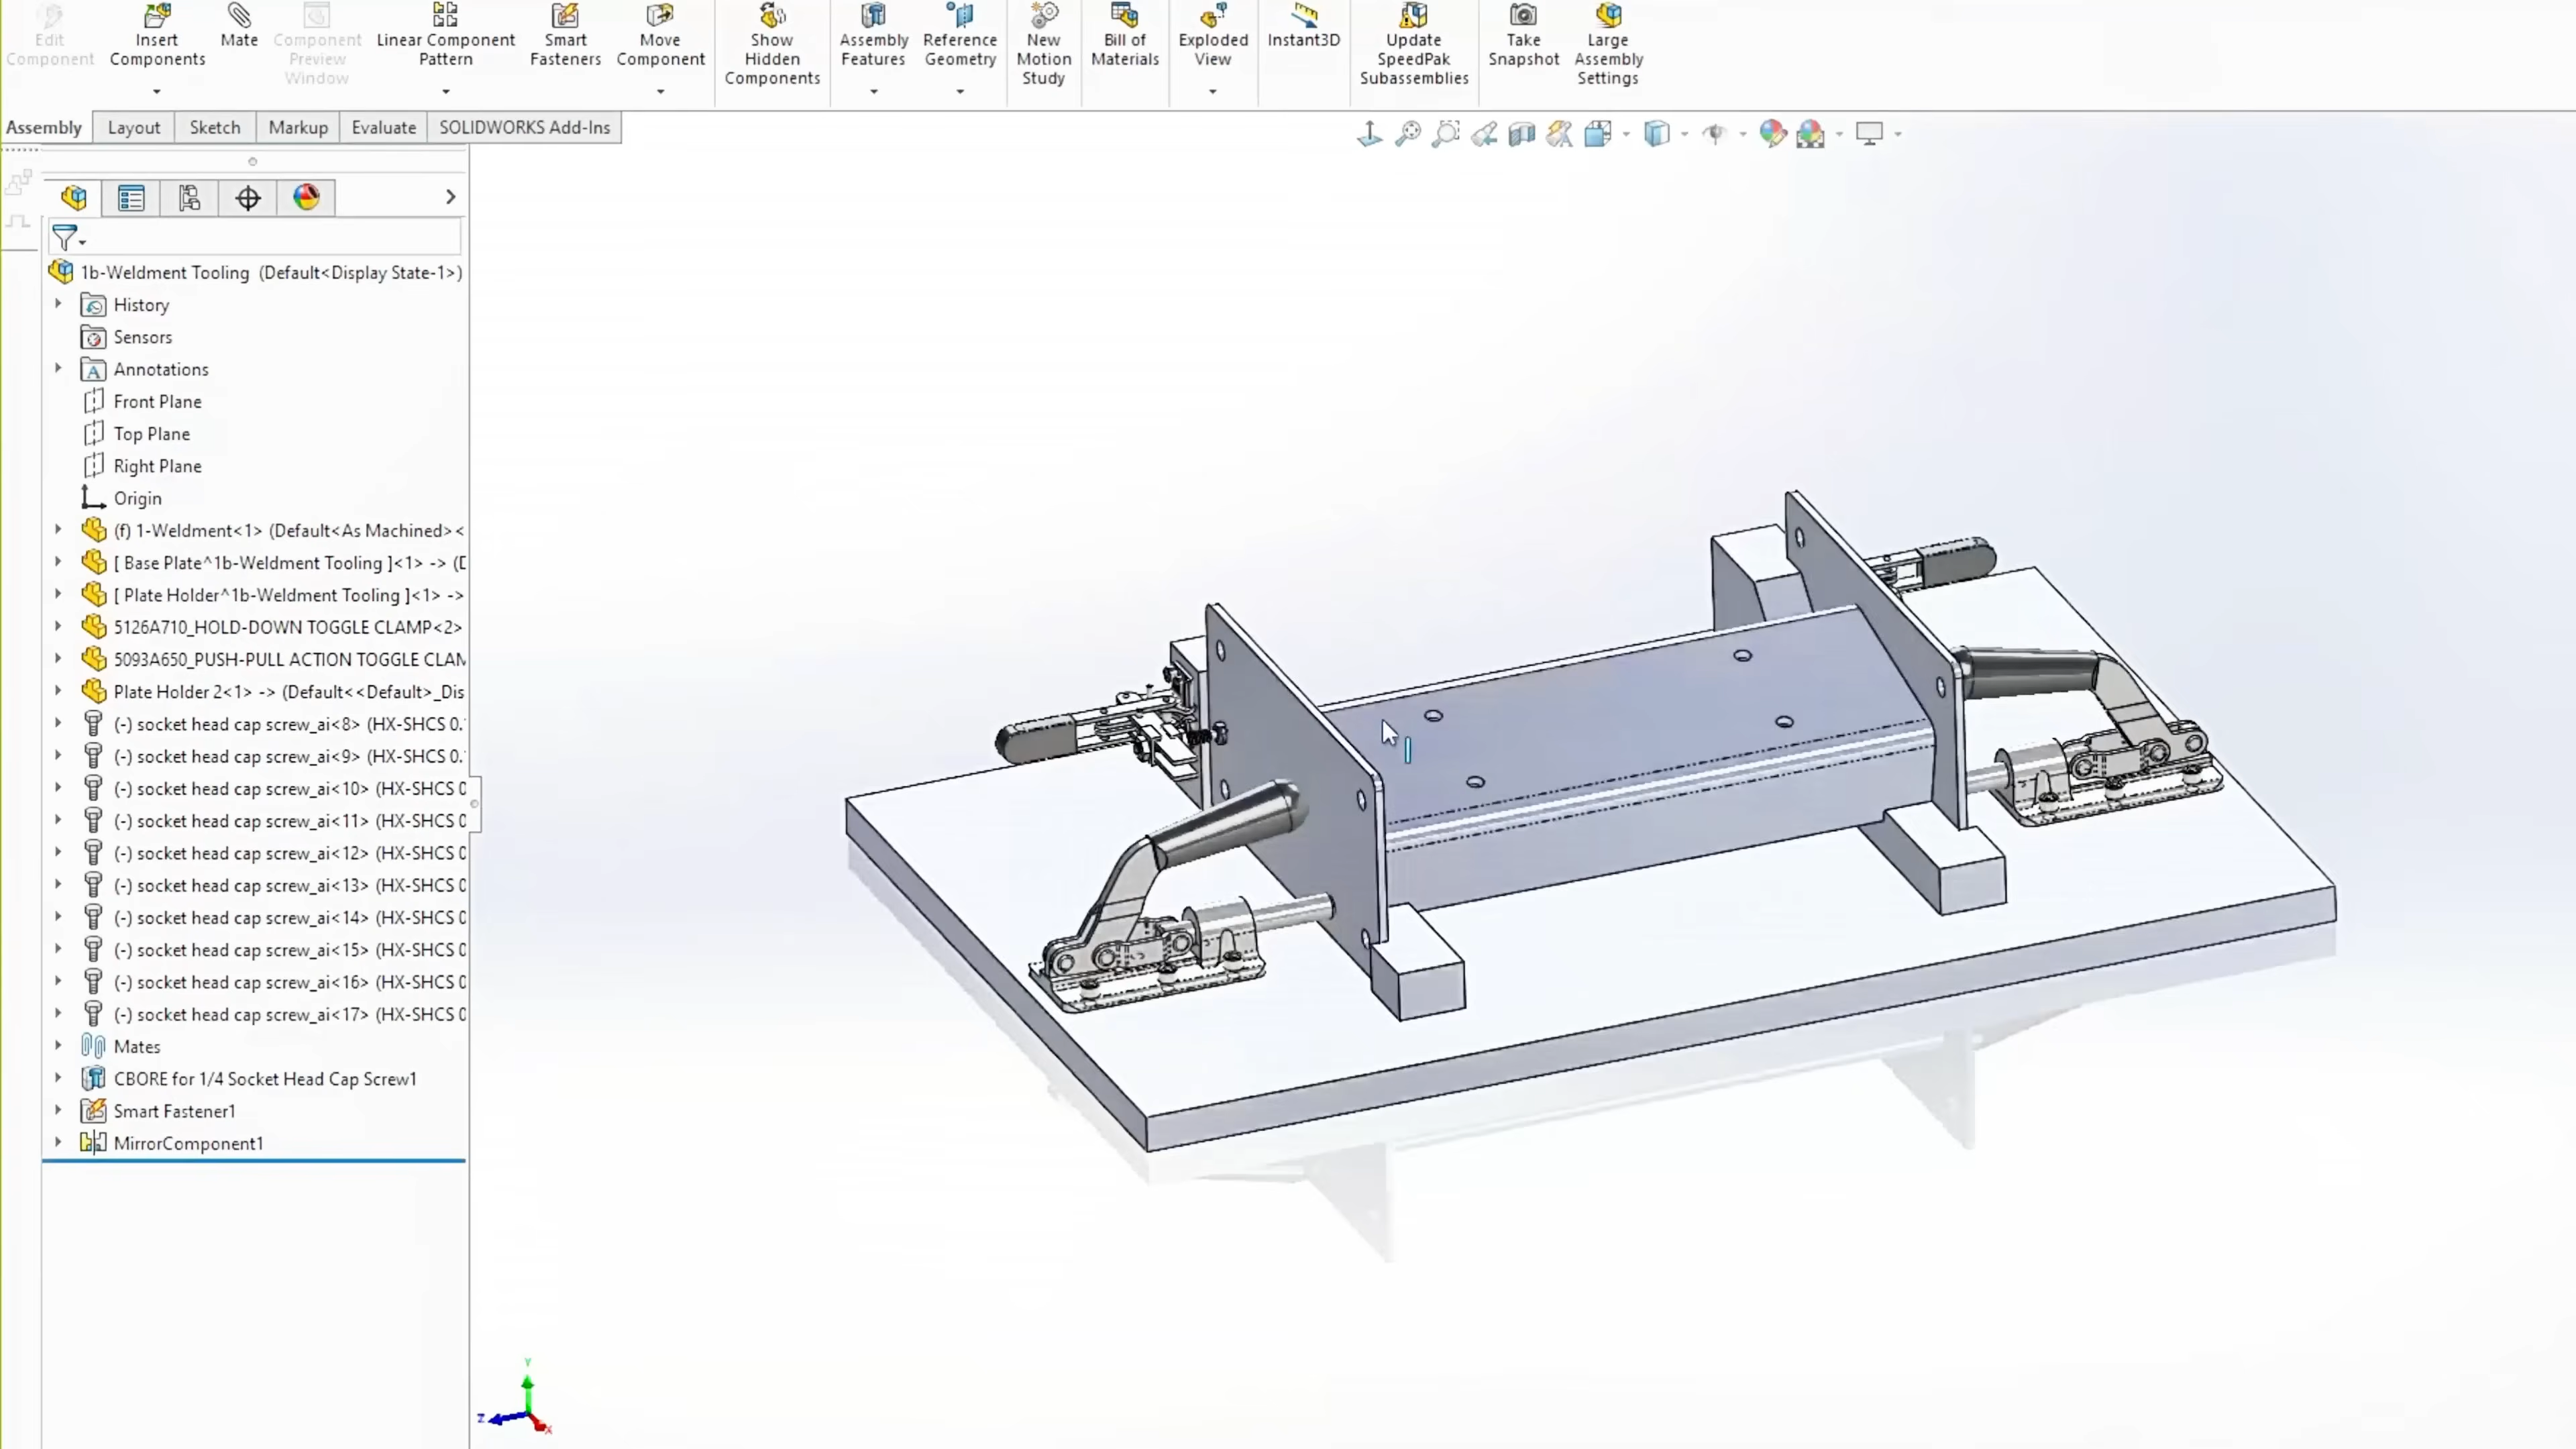 Edit Component
Insert Components
Mate
Component Preview Window
Linear Component Pattern
Smart Fasteners
Move Component
Show Hidden Components
Assembly Features
Reference Geometry
New Motion Study
Bill of Materials
Exploded View
Instant3D
Update SpeedPak Subassemblies
Take Snapshot
Large Assembly Settings
Assembly
Layout
Sketch
Markup
Evaluate
SOLIDWORKS Add-Ins
1b-Weldment Tooling (Default<Display State-1>)
History
Sensors
A Annotations
Front Plane
Top Plane
Right Plane
Origin
(f) 1-Weldment<1> (Default<As Machined><
[ Base Plate^1b-Weldment Tooling ]<1> -> (
[ Plate Holder^1b-Weldment Tooling ]<1> ->
5126A710_HOLD-DOWN TOGGLE CLAMP<2>
5093A650_PUSH-PULL ACTION TOGGLE CLAM
Plate Holder 2<1> -> (Default<<Default>_Dis
(-) socket head cap screw_ai<8> (HX-SHCS 0.
(-) socket head cap screw_ai<9> (HX-SHCS 0.
(-) socket head cap screw_ai<10> (HX-SHCS 0
(-) socket head cap screw_ai<11> (HX-SHCS 0
(-) socket head cap screw_ai<12> (HX-SHCS 0
(-) socket head cap screw_ai<13> (HX-SHCS 0
(-) socket head cap screw_ai<14> (HX-SHCS 0
(-) socket head cap screw_ai<15> (HX-SHCS 0
(-) socket head cap screw_ai<16> (HX-SHCS 0
(-) socket head cap screw_ai<17> (HX-SHCS 0
Mates
CBORE for 1/4 Socket Head Cap Screw1
Smart Fastener1
MirrorComponent1
Y
Z
X